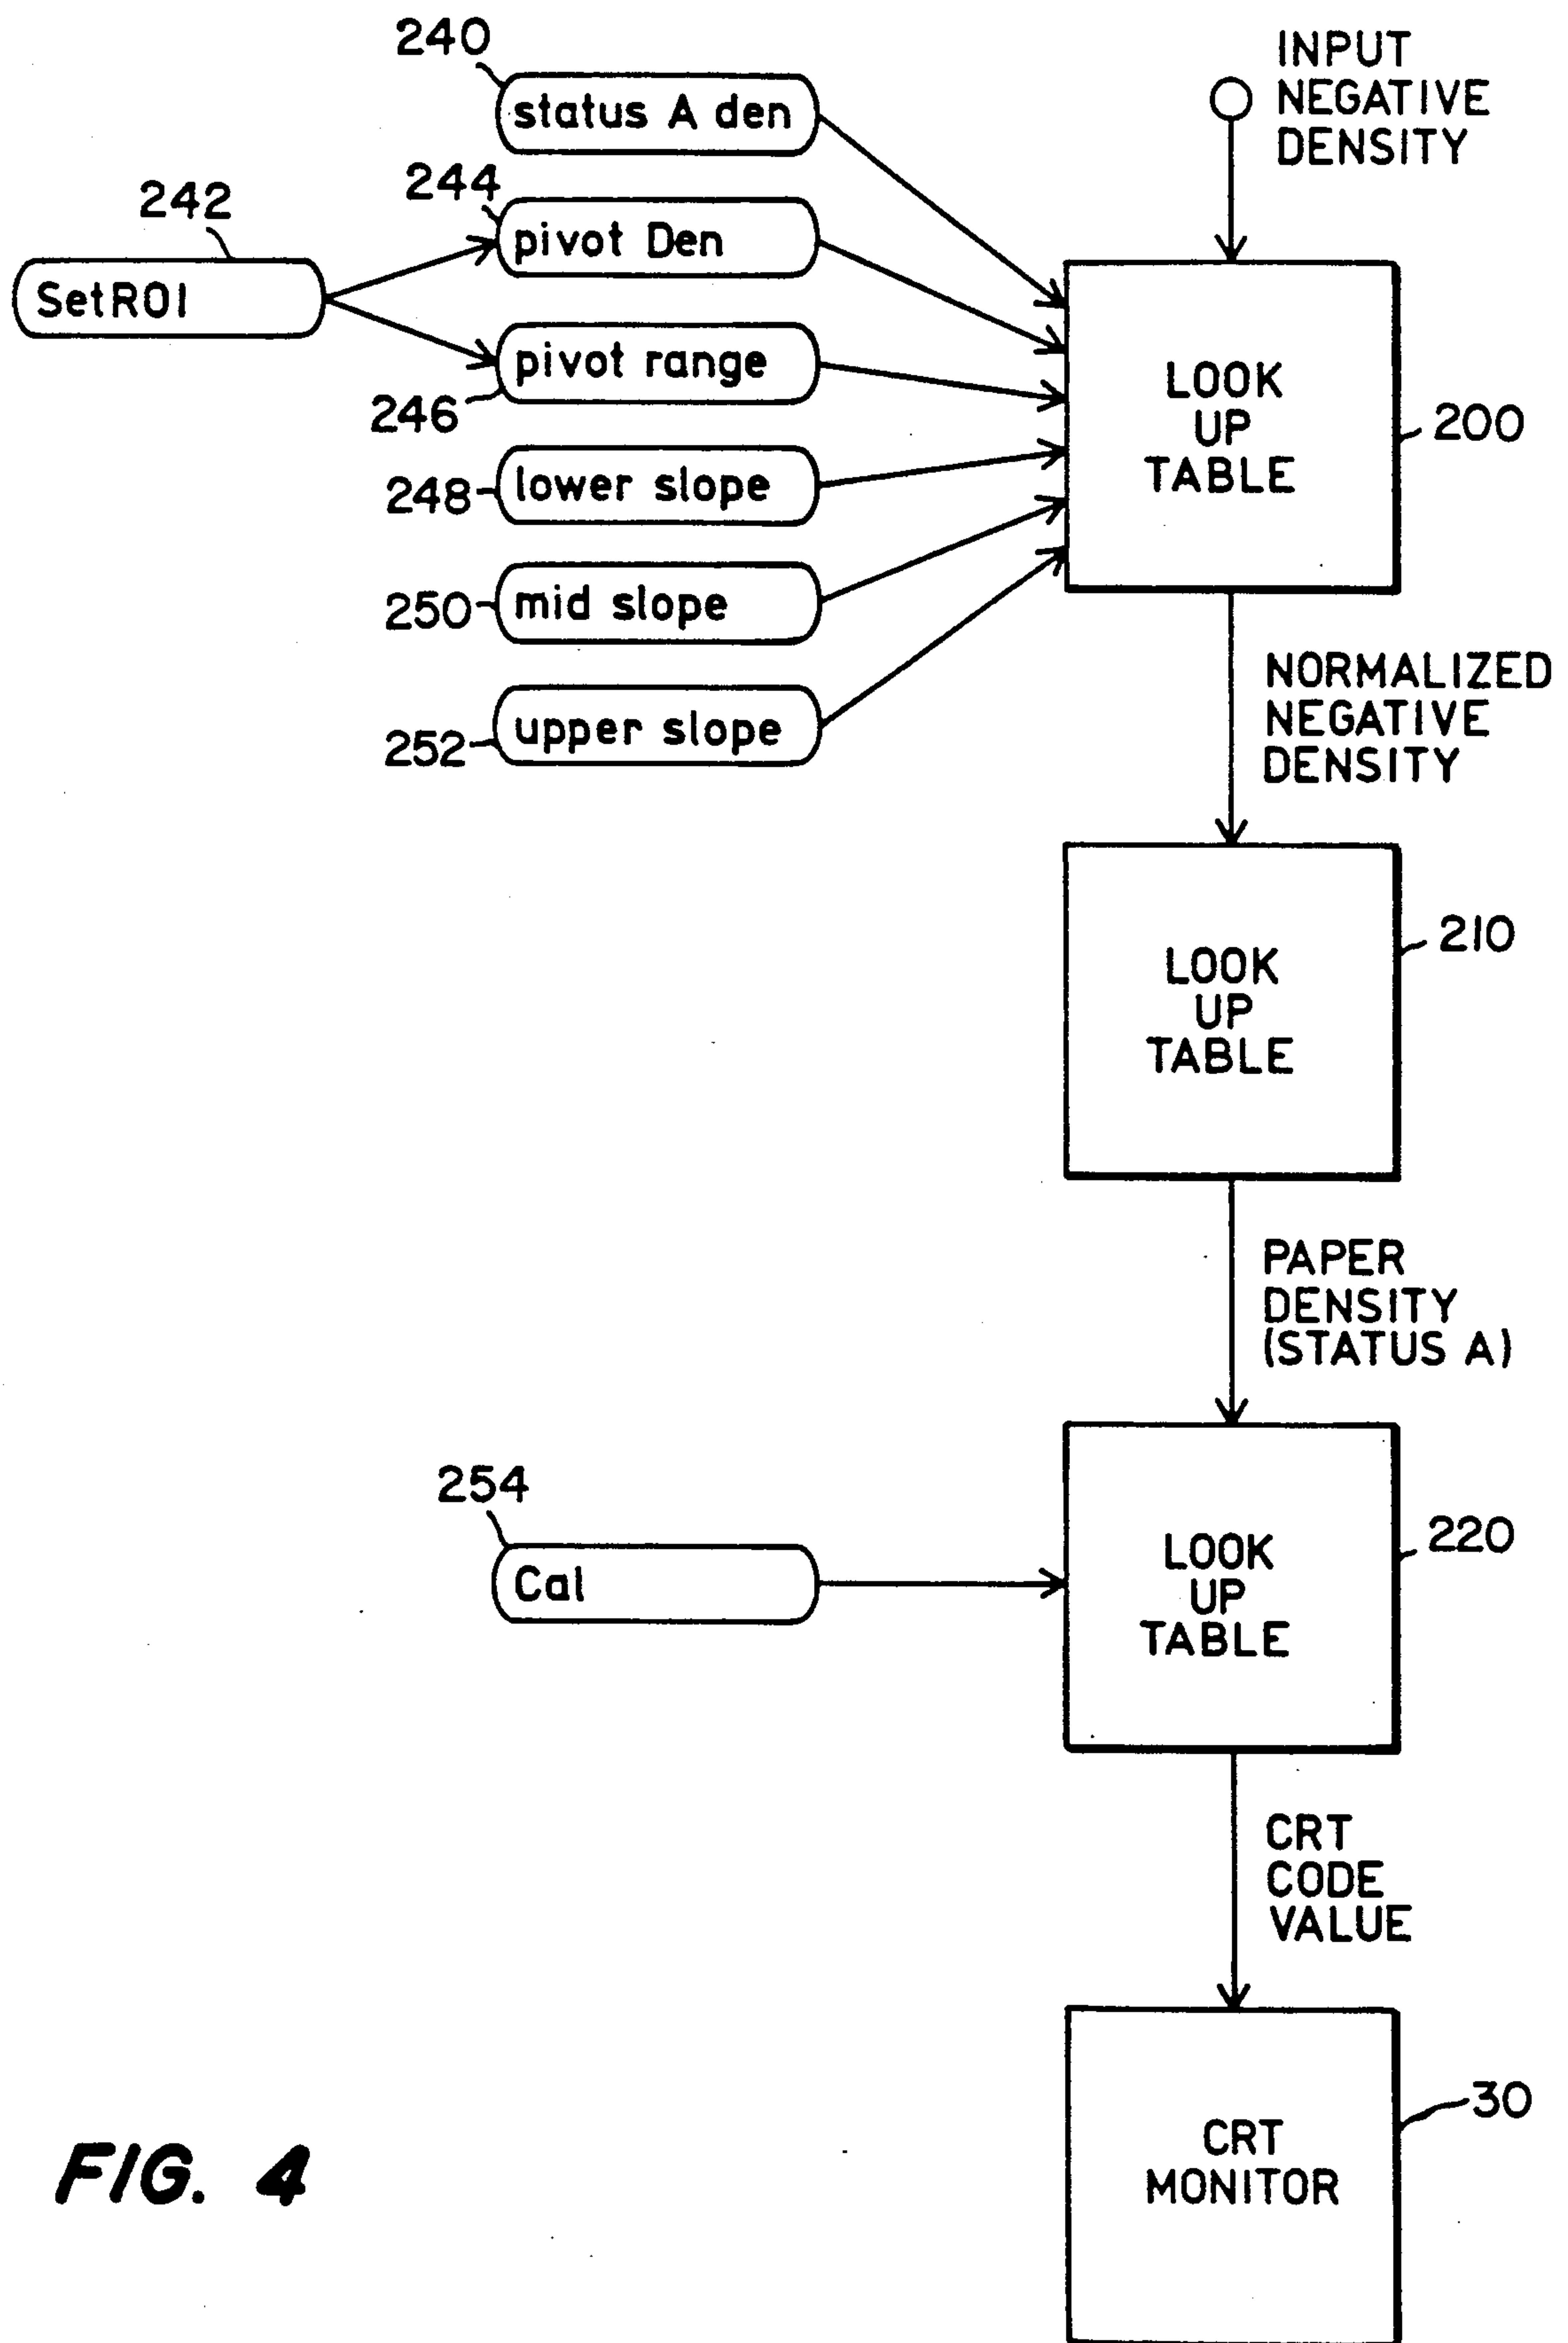 240
status A den
INPUT
NEGATIVE
DENSITY
242
244
pivot Den
SetROI
246
pivot range
LOOK
UP
TABLE
200
248
lower slope
250
mid slope
252
upper slope
NORMALIZED
NEGATIVE
DENSITY
LOOK
UP
TABLE
210
PAPER
DENSITY
(STATUS A)
254
Cal
LOOK
UP
TABLE
220
CRT
CODE
VALUE
CRT
MONITOR
30
FIG. 4